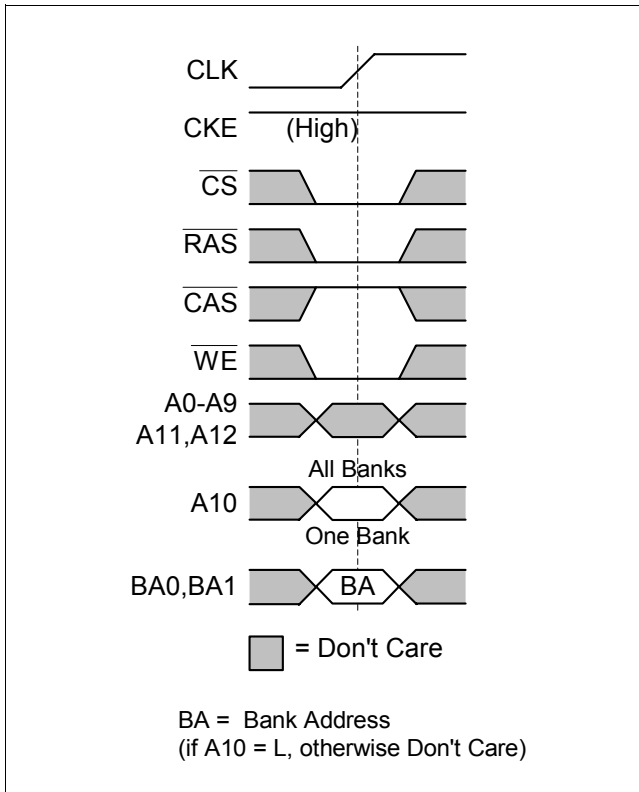 CLK
CKE (High)
CS
RAS
CAS
WE
A0-A9
A11,A12
All Banks
A10
One Bank
BA0,BA1 BA
= Don't Care
BA = Bank Address
(if A10 = L, otherwise Don't Care)